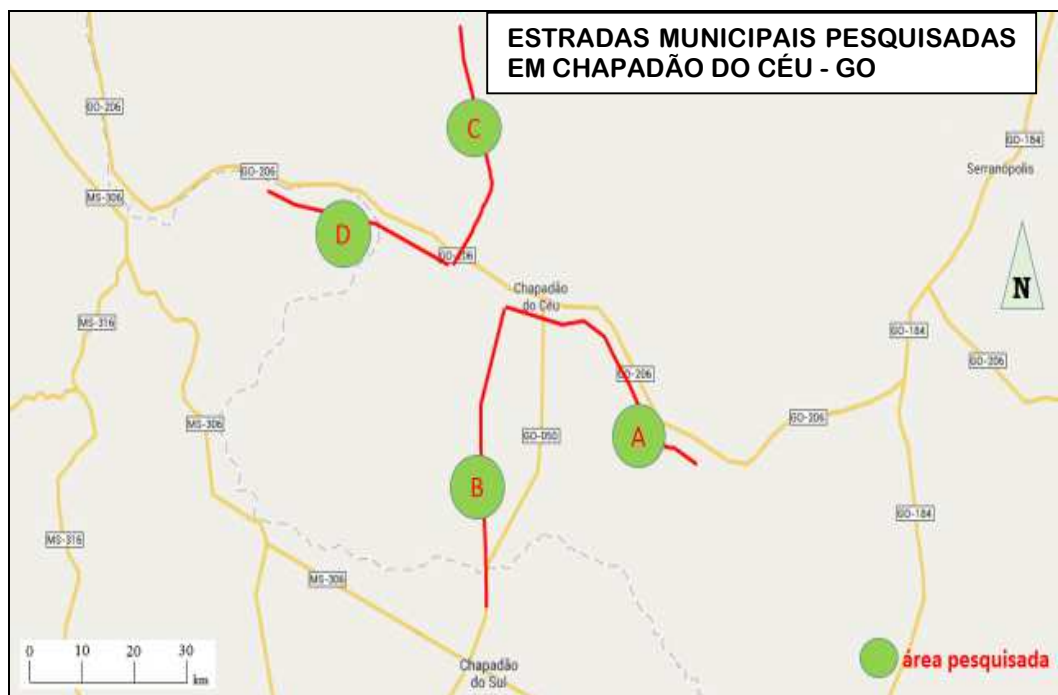 ESTRADAS MUNICIPAIS PESQUISADAS
EM CHAPADÃO DO CÉU - GO
C
GO-206
GO-184
Serranópolis
GO-206
MS-306
D
GO-206
N
Chapadão
do Céu
MS-316
GO-184
GO-206
GO-206
MS-306
GO-206
A
GO-050
B
GO-184
MS-316
MS-306
0 10 20 30
km
Chapadão
do Sul
área pesquisada